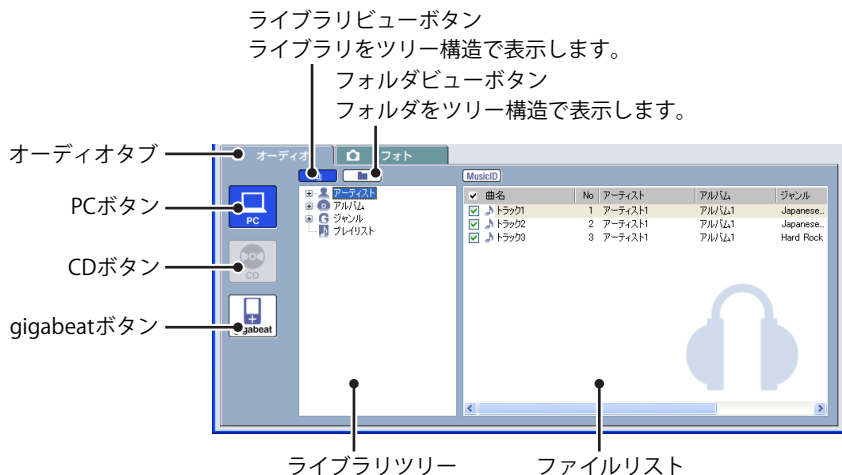 ライブラリビューボタン
ライブラリをツリー構造で表示します。
フォルダビューボタン
フォルダをツリー構造で表示します。
オーディオタブ
PCボタン
CDボタン
gigabeatボタン
オーディオ フォト
MusicID
PC
CD
gigabeat
アーティスト
アルバム
G ジャンル
プレイリスト
曲名 No アーティスト アルバム ジャンル
トラック1 1 アーティスト1 アルバム1 Japanese...
トラック2 2 アーティスト1 アルバム1 Japanese...
トラック3 3 アーティスト1 アルバム1 Hard Rock
ライブラリツリー ファイルリスト